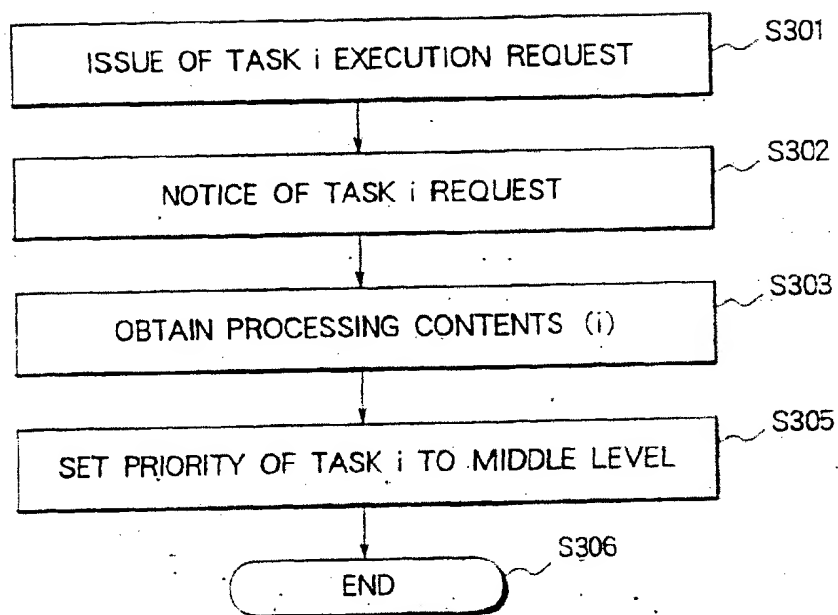 S301
ISSUE OF TASK i EXECUTION REQUEST
S302
NOTICE OF TASK i REQUEST
S303
OBTAIN PROCESSING CONTENTS (i)
S305
SET PRIORITY OF TASK i TO MIDDLE LEVEL
S306
END